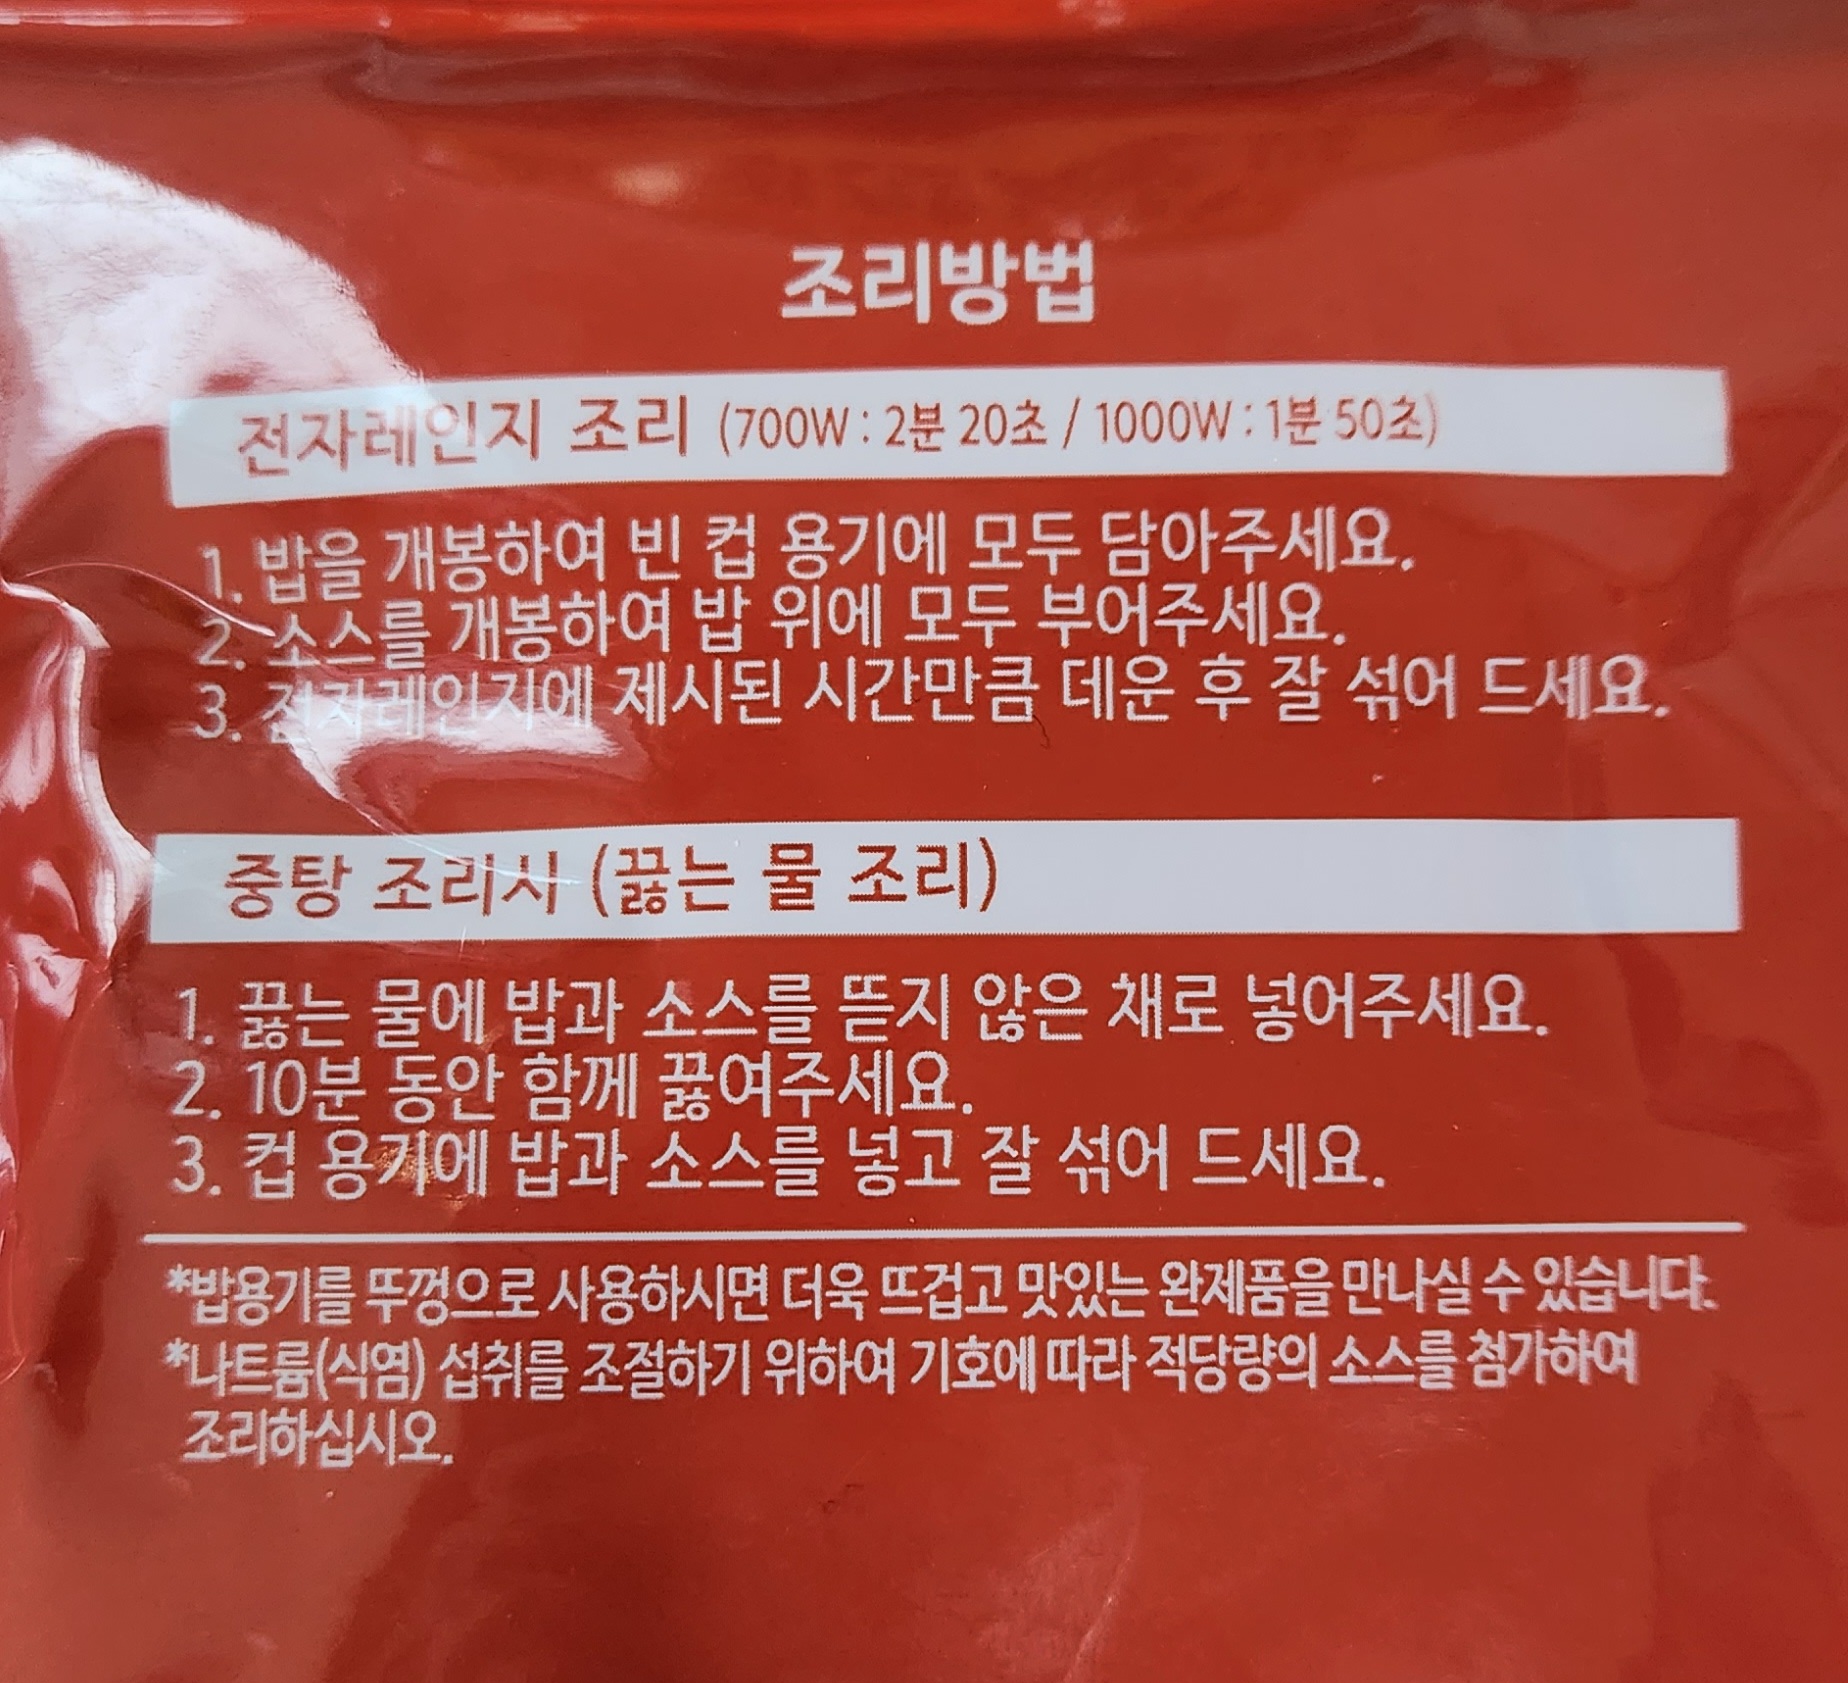 조리방법
전자레인지 조리 (700W : 2분 20초 / 1000W : 1분 50초)
1. 밥을 개봉하여 빈 컵 용기에 모두 담아주세요.
2. 소스를 개봉하여 밥 위에 모두 부어주세요.
3. 전자레인지에 제시된 시간만큼 데운 후 잘 섞어 드세요.
중탕 조리시 (끓는 물 조리)
1. 끓는 물에 밥과 소스를 뜯지 않은 채로 넣어주세요.
2. 10분 동안 함께 끓여주세요.
3. 컵 용기에 밥과 소스를 넣고 잘 섞어 드세요.
*밥용기를 뚜껑으로 사용하시면 더욱 뜨겁고 맛있는 완제품을 만나실 수 있습니다.
*나트륨(식염) 섭취를 조절하기 위하여 기호에 따라 적당량의 소스를 첨가하여
조리하십시오.